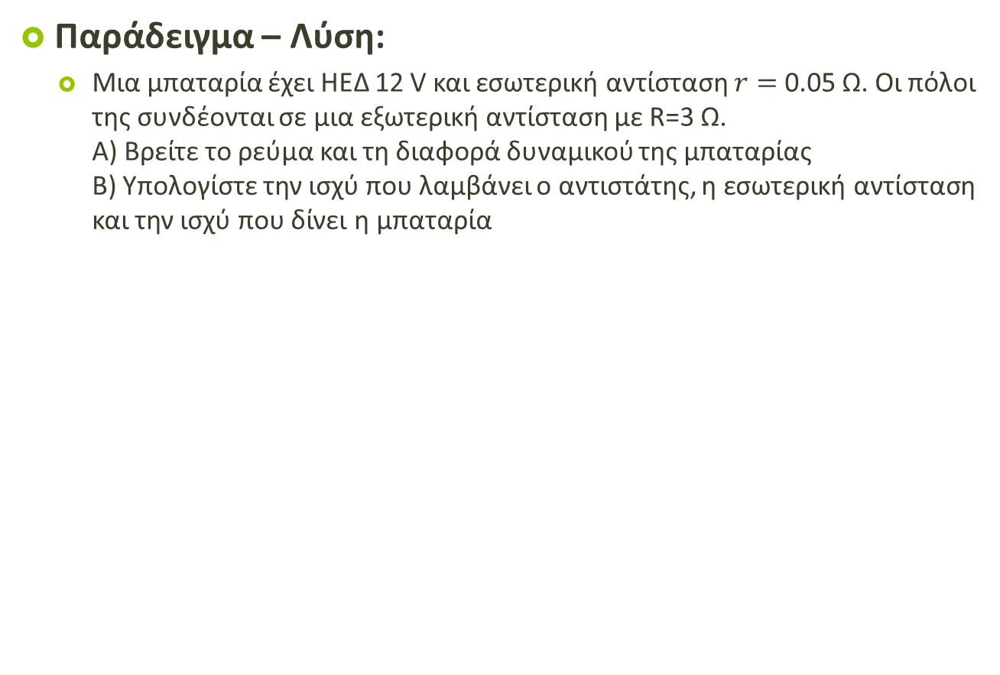 Παράδειγμα – Λύση:
Μια μπαταρία έχει ΗΕΔ 12 V και εσωτερική αντίσταση 𝑟 = 0.05 Ω. Οι πόλοι
της συνδέονται σε μια εξωτερική αντίσταση με R=3 Ω.
Α) Βρείτε το ρεύμα και τη διαφορά δυναμικού της μπαταρίας
Β) Υπολογίστε την ισχύ που λαμβάνει ο αντιστάτης, η εσωτερική αντίσταση
και την ισχύ που δίνει η μπαταρία